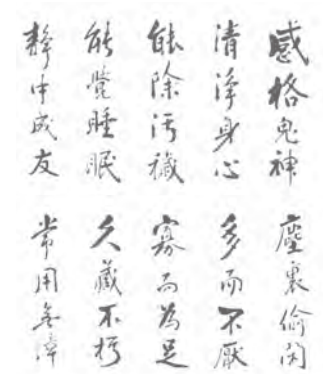 感格鬼神
清淨身心
能除污穢
能覺睡眠
靜中成友
塵裏偷閑
多而不厭
寡而為足
久藏不朽
常用無障